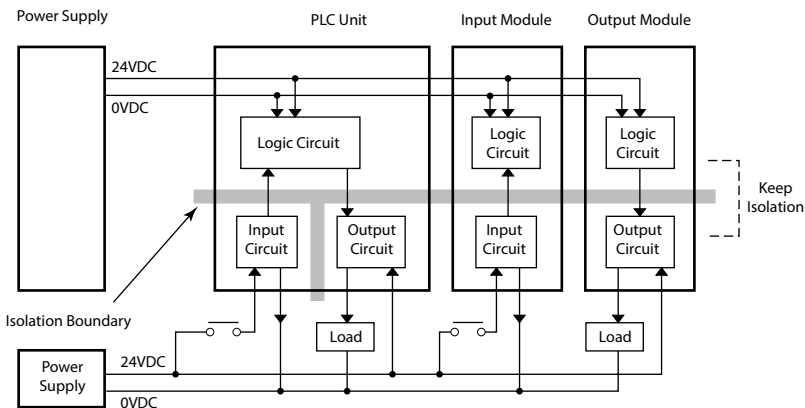 Power Supply
PLC Unit
Input Module
Output Module
24VDC
0VDC
Logic Circuit
Logic
Circuit
Logic
Circuit
Keep
Isolation
Input
Circuit
Output
Circuit
Input
Circuit
Output
Circuit
Isolation Boundary
Load
Load
Power
Supply
24VDC
0VDC